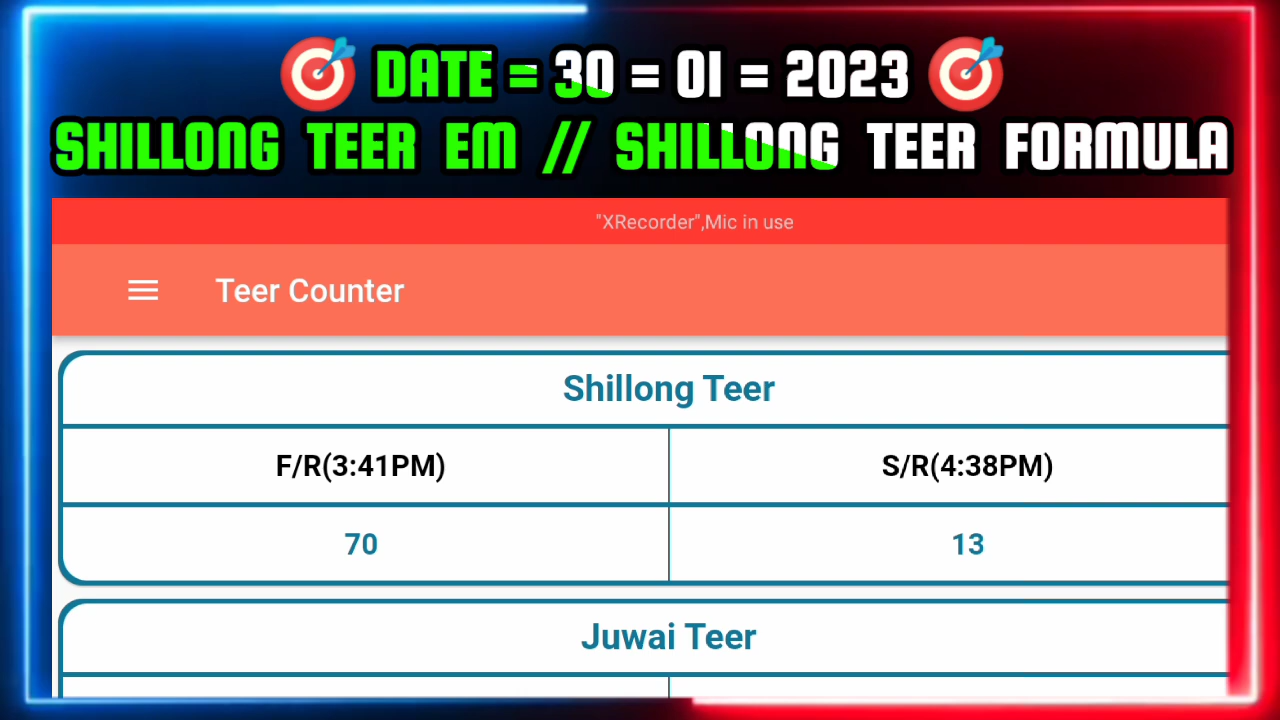 🎯 DATE = 30 = 01 = 2023 🎯
SHILLONG TEER EM // SHILLONG TEER FORMULA
"XRecorder",Mic in use
Teer Counter
Shillong Teer
F/R(3:41PM) S/R(4:38PM)
70 13
Juwai Teer